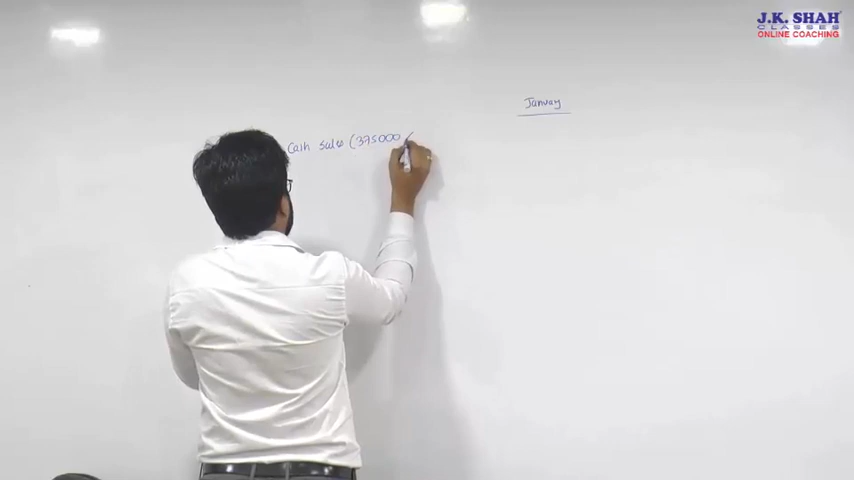 J.K. SHAH
CLASSES
ONLINE COACHING
January
Cash sales (375000